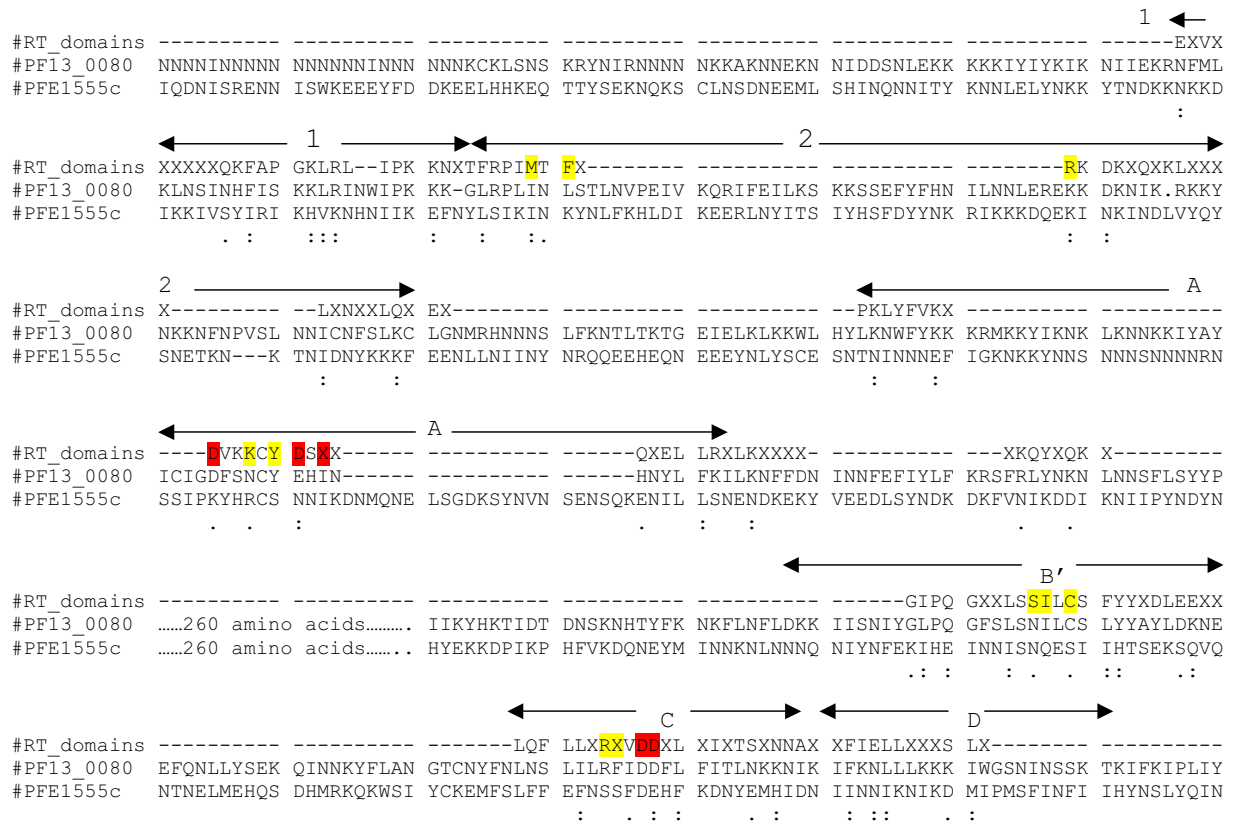 1
#RT_domains ---------- ---------- ---------- ---------- ---------- ---------- ---------- ---------- ------EXVX
#PF13_0080 NNNNINNNNN NNNNNNINNN NNNNKCKLSNS KRYNIRNNNN NKKAKNNEKN NIDDSNLEKK KKKIYIYKIK NIIEKRNFML
#PFE1555c IQDNISRENN ISWKEEEYFD DKEELHHKEQ TTYSEKNQKS CLNSDNEEML SHINQNNITY KNNLELYNKK YTNDKKNKKD
:
1 2
#RT_domains XXXXXQKFAP GKLRL--IPK KNXTFRPIMT FX-------- ---------- ---------- ---------- ---RK DKXQXKLXXX
#PF13_0080 KLNSINHFIS KKLRINWIPK KK-GLRPLIN LSTLNVPEIV KQRIFEILKS KKSSEFYFHN ILNNLEREKK DKNIK.RKKY
#PFE1555c IKKIVSYIRI KHVKNHNIIK EFNYLSIKIN KYNLFKHLDI KEERLNYITS IYHSFDYYNK RIKKKDQEKI NKINDLVYQY
. : ::: : : :. : :
2 A
#RT_domains X--------- ---LXNXXLQX EX-------- ---------- ---------- -----PKLYFVKX
#PF13_0080 NKKNFNPVSL NNICNFSLKC LGNMRHNNNS LFKNTLTKTG EIELKLKKWL HYLKNWFYKK KRMKKYIKNK LKNNKKIYAY
#PFE1555c SNETKN---K TNIDNYKKKF EENLLNIINY NRQQEEHEQN EEEYNLYSCE SNTNINNNEF IGKNKKYNNS NNNSNNNNRN
: : : :
A
#RT_domains ----DVKKCY DSXX------ ---------- --------QXELL LRXLKXXXX- ---------- --------XKQYXQK X---------
#PF13_0080 ICIGDFSNCY EHIN------ ---------- --------HNYLF KILKNFFDN INNFEFIYLF KRSFRLYNKN LNNSFLSYYP
#PFE1555c SSIPKYHRCS NNIKDNMQNE LSGDKSYNVN SENSQKENIL LSNENDKEKY VEEDLSYNDK DKFVNIKDDI KNIIPYNDYN
. . : . : : . .
B’
#RT_domains ---------- ---------- ---------- ---------- ---------- ------GIPQ GXXLSSILCS FYYXDLEEXX
#PF13_0080 ……260 amino acids………. IIKYHKTIDT DNSKNHTYFK NKFLNFLDKK IISNIYGLPQ GFSLSNILCS LYYAYLDKNE
#PFE1555c ……260 amino acids…….. HYEKKDPIKP HFVKDQNEYM INNKNLNNNQ NIYNFEKIHE INNISNQESI IHTSEKSQVQ
.: : : . . :: .:
C D
#RT_domains ---------- ---------- ---------LQF LLXRXVDDXL XIXTSXNNAX XFIELLXXXS LX-------- ----------
#PF13_0080 EFQNLLYSEK QINNKYFLAN GTCNYFNLNS LILRFIDDFL FITLNKKNIK IFKNLLLKKK IWGSNINSSK TKIFKIPLIY
#PFE1555c NTNELMEHQS DHMRKQKWSI YCKEMFSLFF EFNSSFDEHF KDNYEMHIDN IINNIKNIKD MIPMSFINFI IHYNSLYQIN
: . : : . : : :: . :